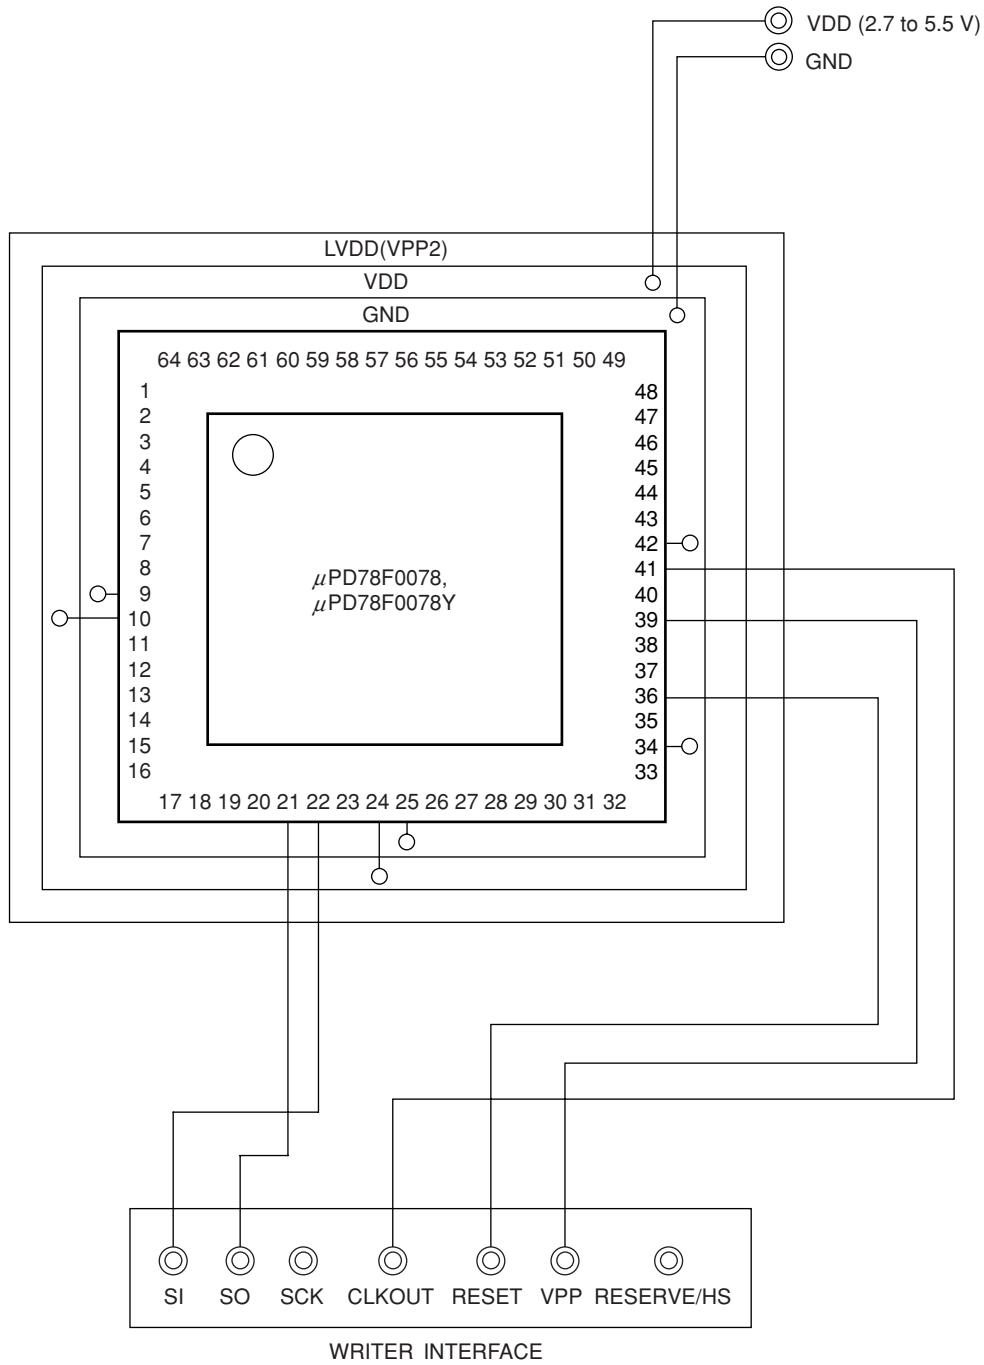 VDD (2.7 to 5.5 V)
GND
LVDD(VPP2)
VDD
GND
64 63 62 61 60 59 58 57 56 55 54 53 52 51 50 49
1 48
2 47
3 46
4 45
5 44
6 43
7 42
8 41
9 40
10 39
11 38
12 37
13 36
14 35
15 34
16 33
μPD78F0078,
μPD78F0078Y
17 18 19 20 21 22 23 24 25 26 27 28 29 30 31 32
SI SO SCK CLKOUT RESET VPP RESERVE/HS
WRITER INTERFACE